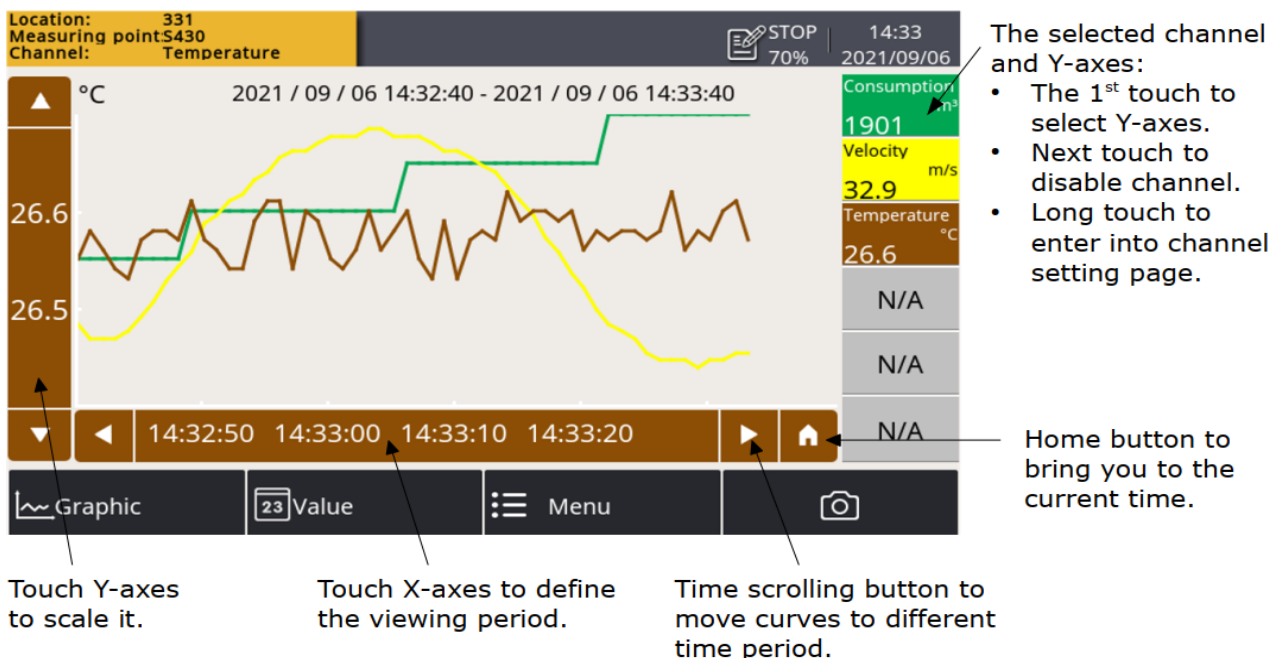 Location: 331
Measuring point:S430
Channel: Temperature
STOP
70%
14:33
2021/09/06
°C
2021 / 09 / 06 14:32:40 - 2021 / 09 / 06 14:33:40
26.6
26.5
Consumption
m³
1901
Velocity
m/s
32.9
Temperature
°C
26.6
N/A
N/A
N/A
14:32:50 14:33:00 14:33:10 14:33:20
Graphic
23 Value
Menu
The selected channel
and Y-axes:
• The 1st touch to
select Y-axes.
• Next touch to
disable channel.
• Long touch to
enter into channel
setting page.
Home button to
bring you to the
current time.
Touch Y-axes
to scale it.
Touch X-axes to define
the viewing period.
Time scrolling button to
move curves to different
time period.